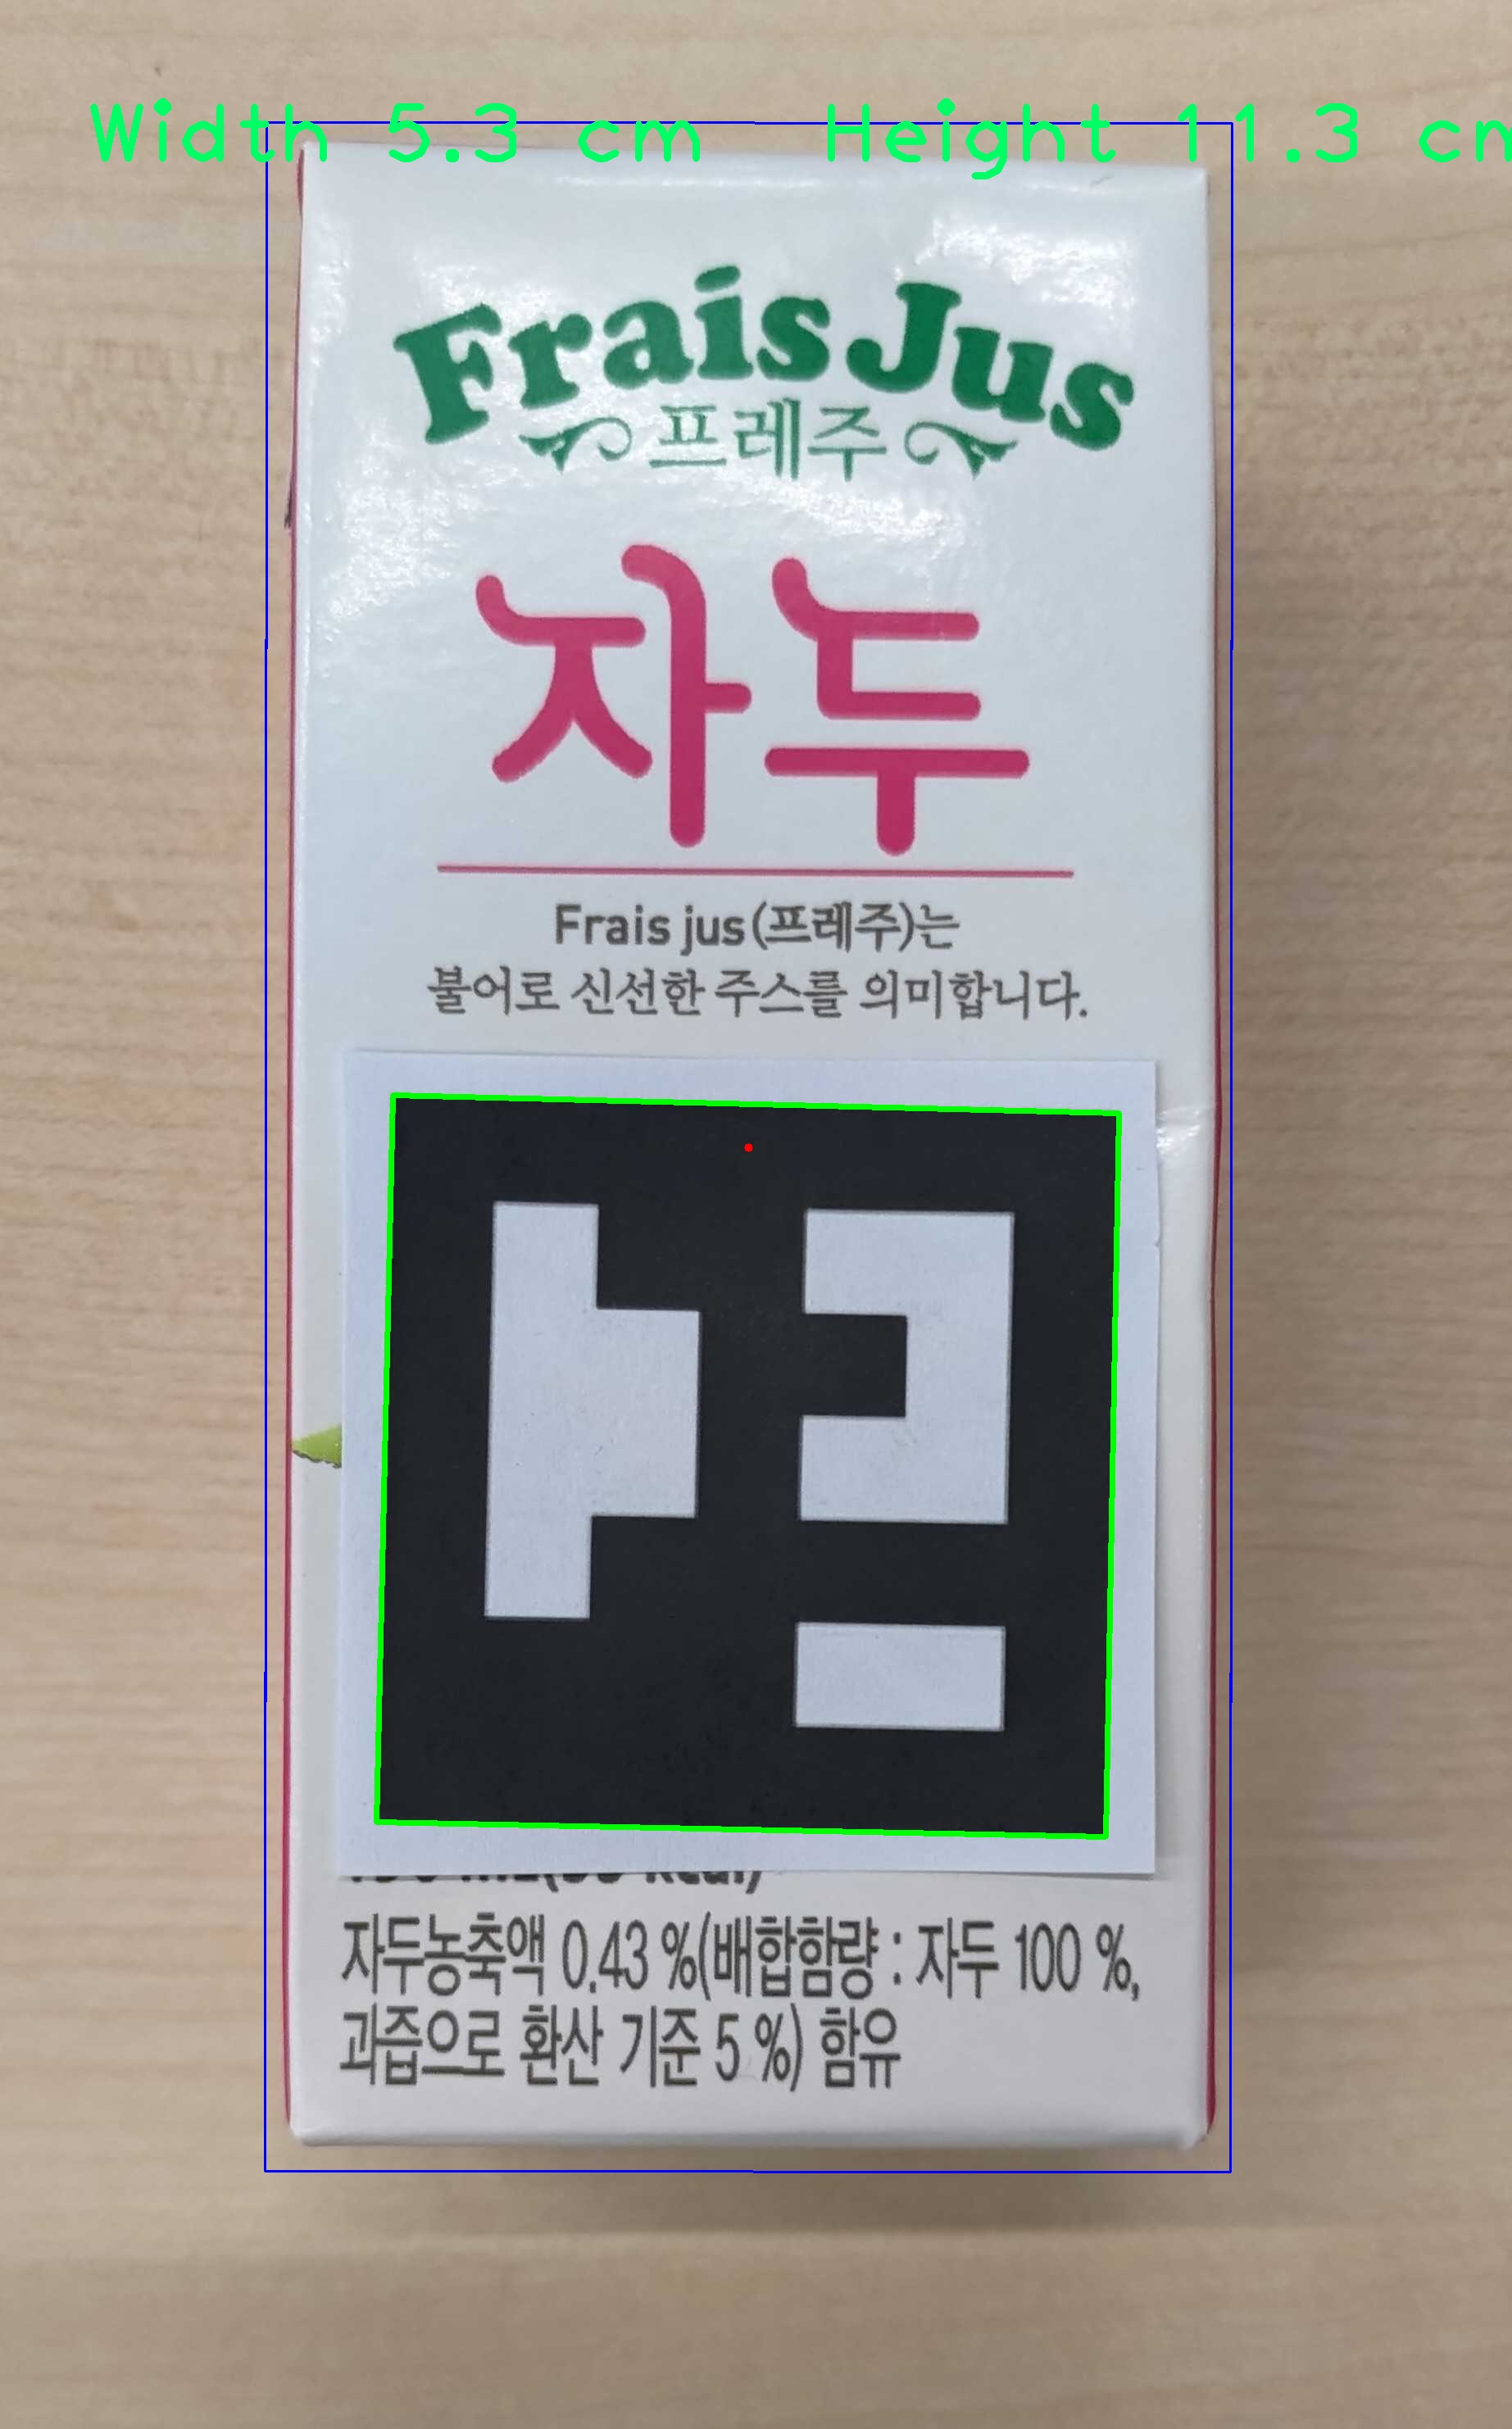 Width 5.3 cm Height 11.3
Frais Jus
프레주
자두
Frais jus(프레주)는
불어로 신선한 주스를 의미합니다.
자두농축액 0.43 %(배합함량 : 자두 100 %,
과즙으로 환산 기준 5 %) 함유